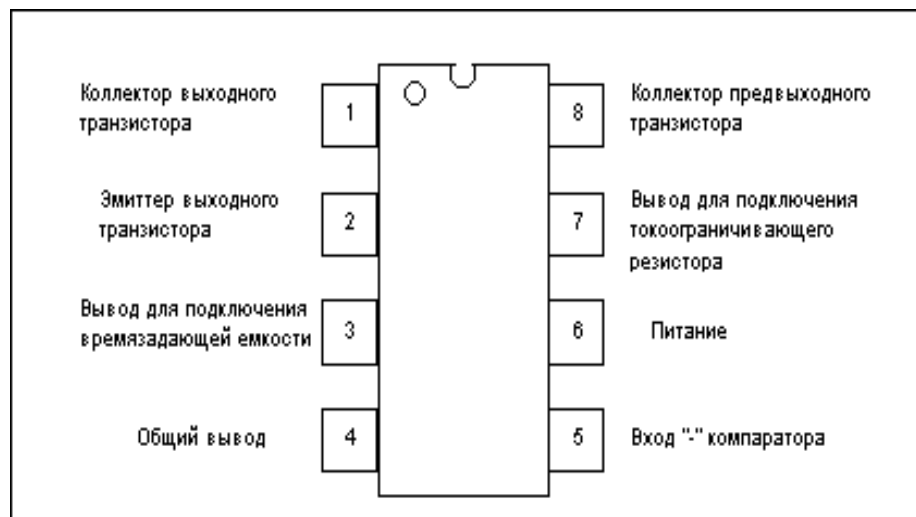 Коллектор выходного
транзистора
1
8
Коллектор предвыходного
транзистора
Эмиттер выходного
транзистора
2
7
Вывод для подключения
токоограничивающего
резистора
Вывод для подключения
времязадающей емкости
3
6
Питание
Общий вывод
4
5
Вход "-" компаратора